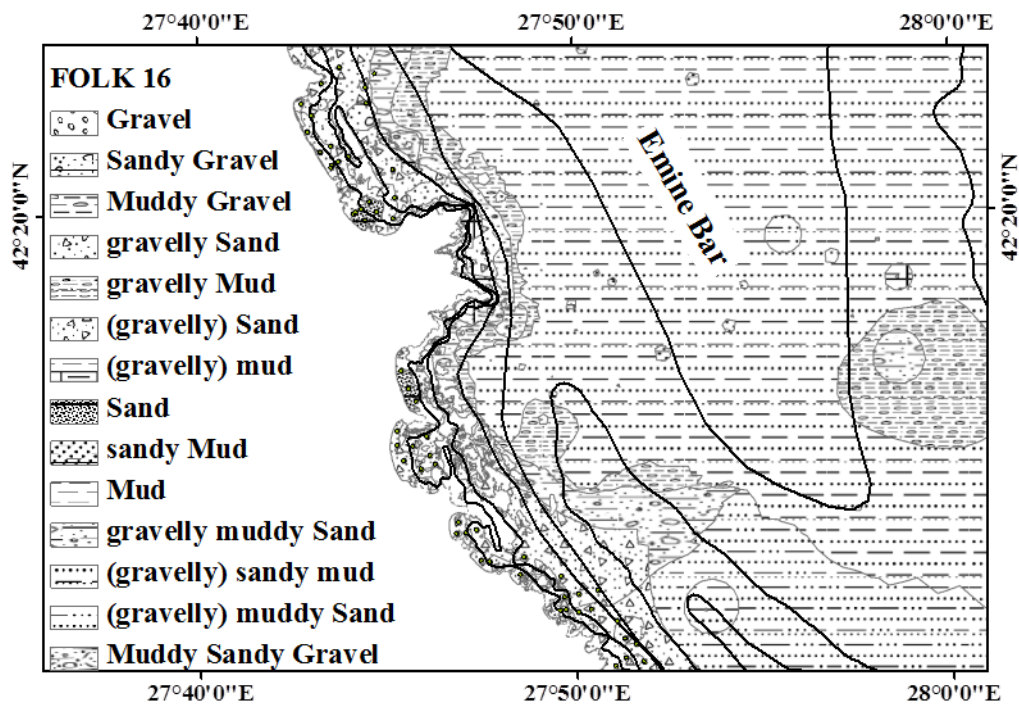 27°40'0"E 27°50'0"E 28°0'0"E
FOLK 16
Gravel
Sandy Gravel
Muddy Gravel
gravelly Sand
gravelly Mud
(gravelly) Sand
(gravelly) mud
Sand
sandy Mud
Mud
gravelly muddy Sand
(gravelly) sandy mud
(gravelly) muddy Sand
Muddy Sandy Gravel
42°20'0"N
Emine Bar
42°20'0"N
27°40'0"E 27°50'0"E 28°0'0"E